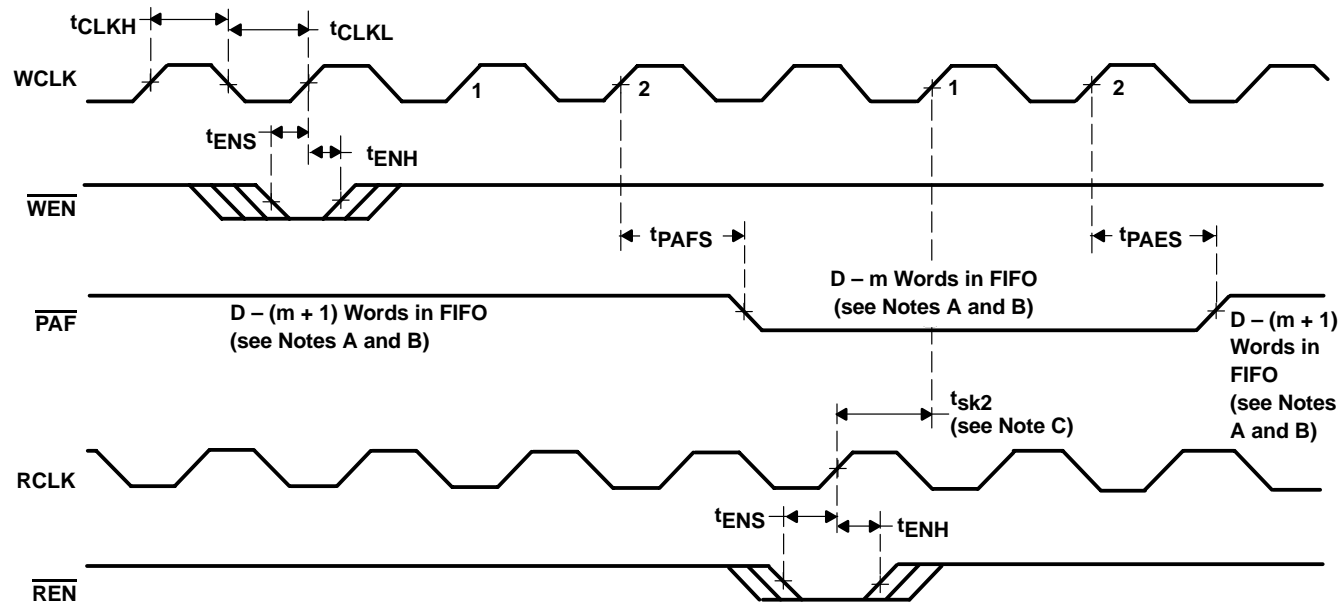 tCLKH
tCLKL
WCLK
1
2
1
2
tENS
tENH
WEN
tPAFS
tPAES
D – m Words in FIFO
(see Notes A and B)
PAF
D – (m + 1) Words in FIFO
(see Notes A and B)
D – (m + 1)
Words in
FIFO
(see Notes
A and B)
tsk2
(see Note C)
RCLK
tENS
tENH
REN